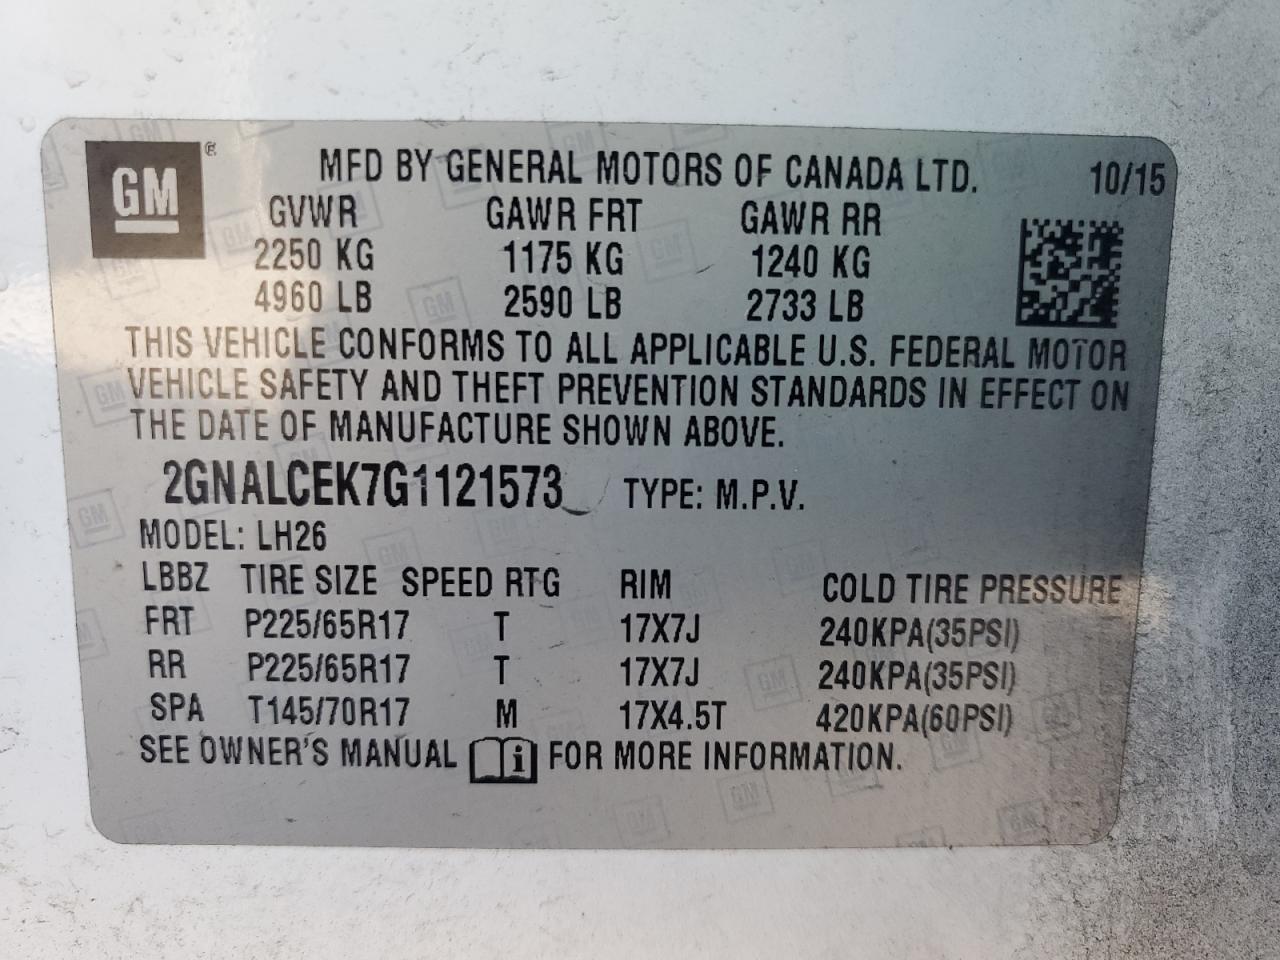 GM ®
MFD BY GENERAL MOTORS OF CANADA LTD. 10/15
GVWR GAWR FRT GAWR RR
2250 KG 1175 KG 1240 KG
4960 LB 2590 LB 2733 LB
THIS VEHICLE CONFORMS TO ALL APPLICABLE U.S. FEDERAL MOTOR
VEHICLE SAFETY AND THEFT PREVENTION STANDARDS IN EFFECT ON
THE DATE OF MANUFACTURE SHOWN ABOVE.
2GNALCEK7G1121573 TYPE: M.P.V.
MODEL: LH26
LBBZ TIRE SIZE SPEED RTG RIM COLD TIRE PRESSURE
FRT P225/65R17 T 17X7J 240KPA(35PSI)
RR P225/65R17 T 17X7J 240KPA(35PSI)
SPA T145/70R17 M 17X4.5T 420KPA(60PSI)
SEE OWNER'S MANUAL i FOR MORE INFORMATION.